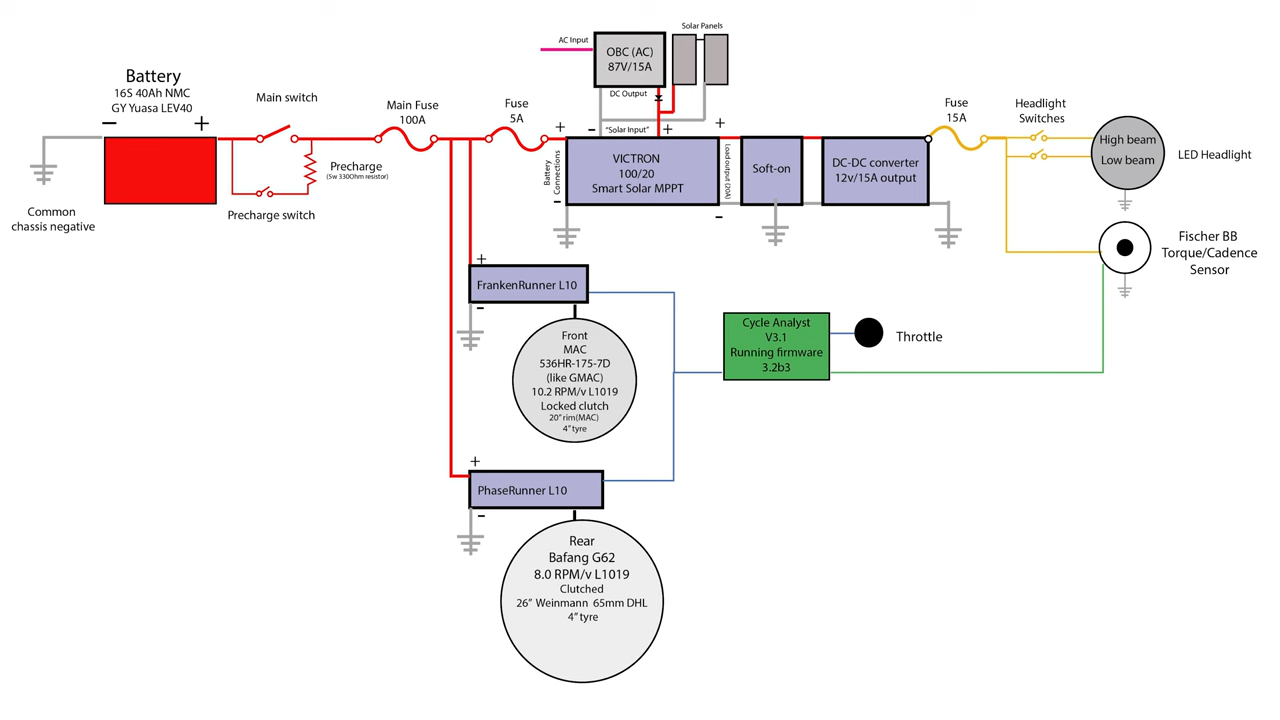 Solar Panels
AC Input
OBC (AC)
87V/15A
DC Output
Battery
16S 40Ah NMC
GY Yuasa LEV40
−
+
Main switch
Main Fuse
100A
Fuse
5A
+
−
"Solar Input"
+
+
Fuse
15A
Headlight
Switches
High beam
Low beam
LED Headlight
Precharge
(5w 330Ohm resistor)
Precharge switch
Common
chassis negative
Battery
Connections
−
VICTRON
100/20
Smart Solar MPPT
Load output (20A)
−
Soft-on
DC-DC converter
12v/15A output
Fischer BB
Torque/Cadence
Sensor
+
FrankenRunner L10
−
Front
MAC
536HR-175-7D
(like GMAC)
10.2 RPM/v L1019
Locked clutch
20" rim(MAC)
4" tyre
Cycle Analyst
V3.1
Running firmware
3.2b3
Throttle
+
PhaseRunner L10
−
Rear
Bafang G62
8.0 RPM/v L1019
Clutched
26" Weinmann 65mm DHL
4" tyre